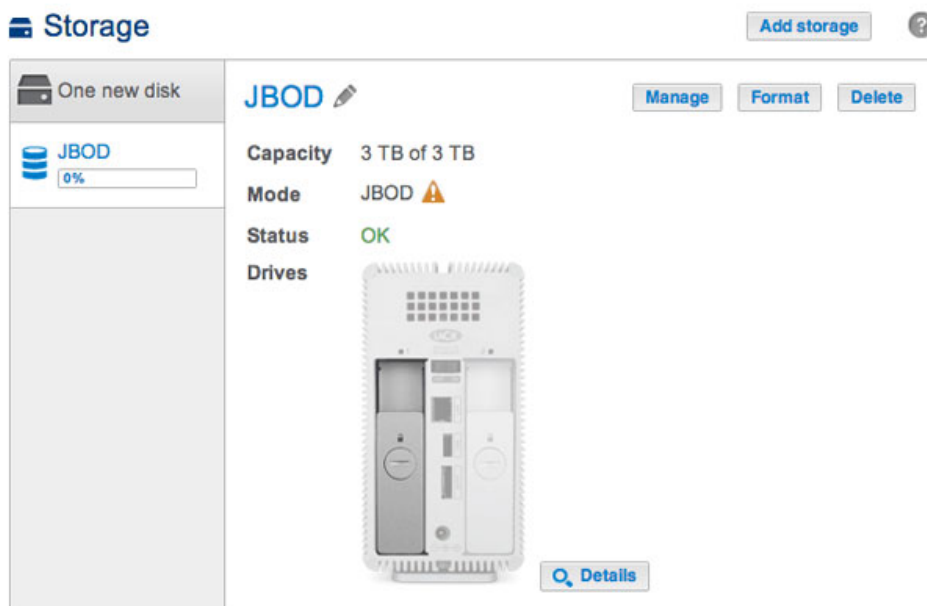 Storage
Add storage
?
One new disk
JBOD
0%
JBOD
Manage
Format
Delete
Capacity 3 TB of 3 TB
Mode JBOD
Status OK
Drives
Details